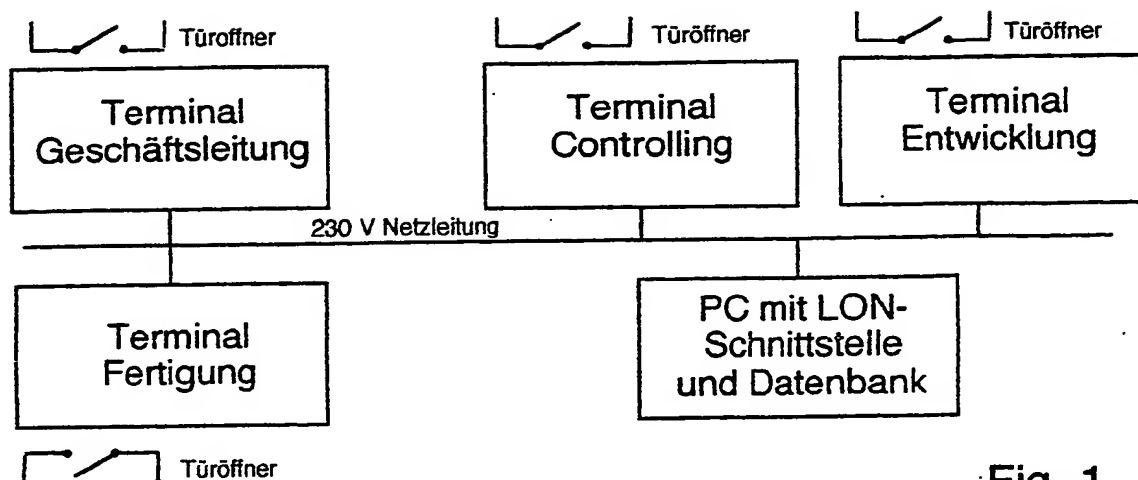 Türoffner
Türöffner
Türöffner
Terminal
Geschäftsleitung
Terminal
Controlling
Terminal
Entwicklung
230 V Netzleitung
Terminal
Fertigung
PC mit LON-
Schnittstelle
und Datenbank
Türöffner
Fig. 1